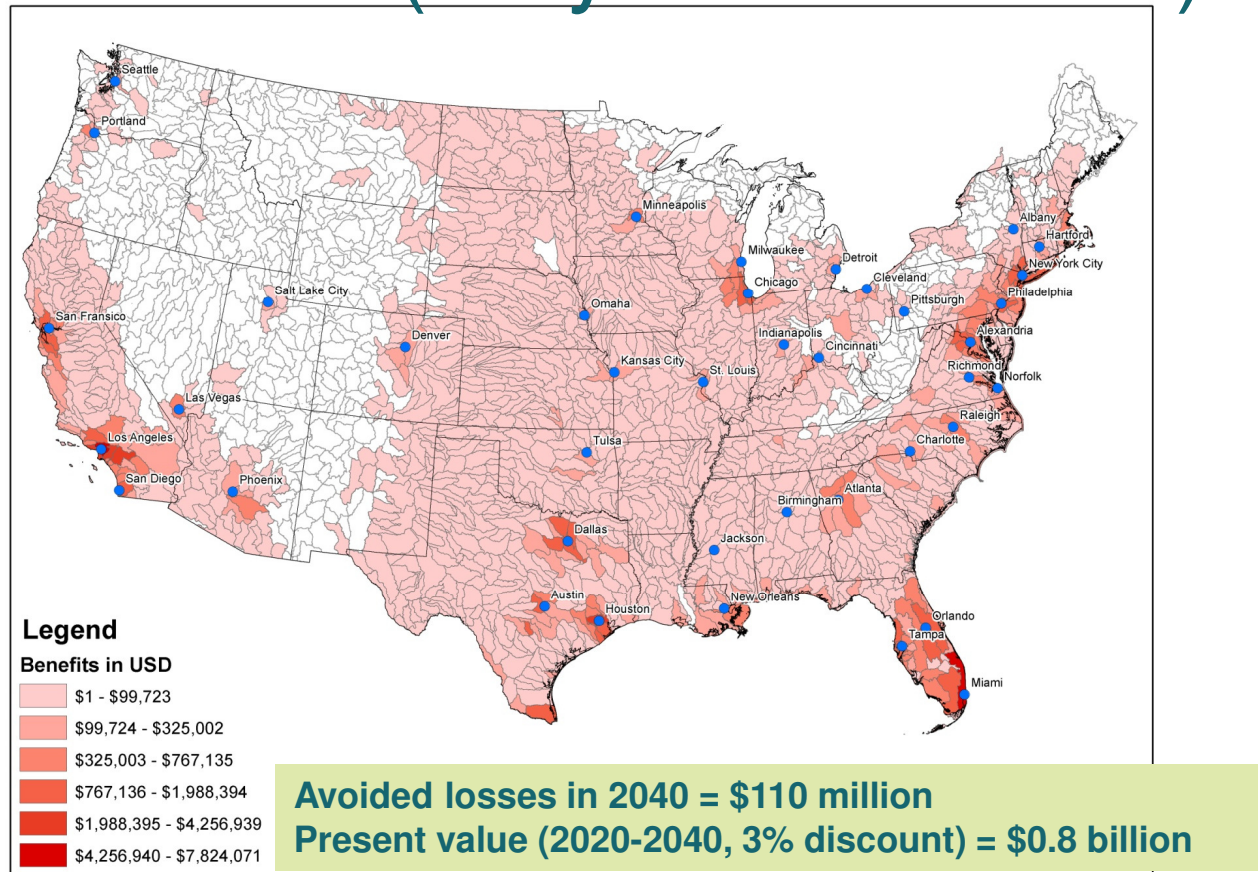 Seattle
Portland
Minneapolis
Albany
Hartford
Milwaukee
Detroit
New York City
Chicago
Cleveland
Salt Lake City
Philadelphia
Omaha
Pittsburgh
San Fransico
Denver
Indianapolis
Alexandria
Cincinnati
Kansas City
St. Louis
Richmond
Norfolk
Las Vegas
Raleigh
Los Angeles
Tulsa
Charlotte
San Diego
Phoenix
Atlanta
Birmingham
Dallas
Jackson
Austin
New Orleans
Houston
Orlando
Tampa
Miami
Legend
Benefits in USD
$1 - $99,723
$99,724 - $325,002
$325,003 - $767,135
$767,136 - $1,988,394
$1,988,395 - $4,256,939
$4,256,940 - $7,824,071
Avoided losses in 2040 = $110 million
Present value (2020-2040, 3% discount) = $0.8 billion